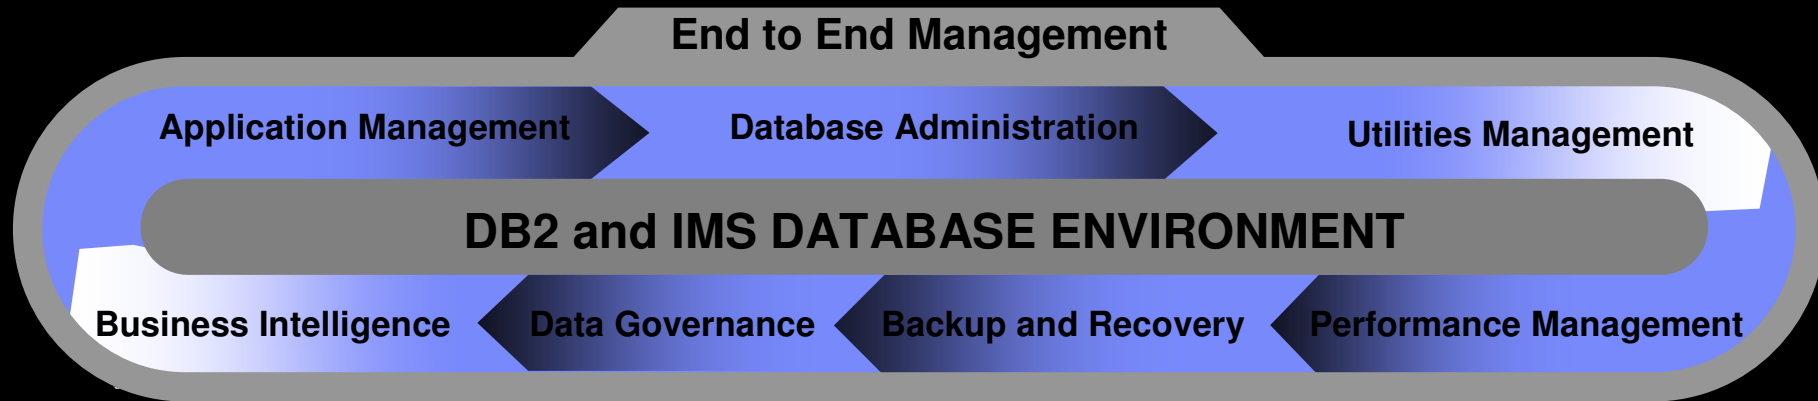 End to End Management
Application Management
Database Administration
Utilities Management
DB2 and IMS DATABASE ENVIRONMENT
Business Intelligence
Data Governance
Backup and Recovery
Performance Management